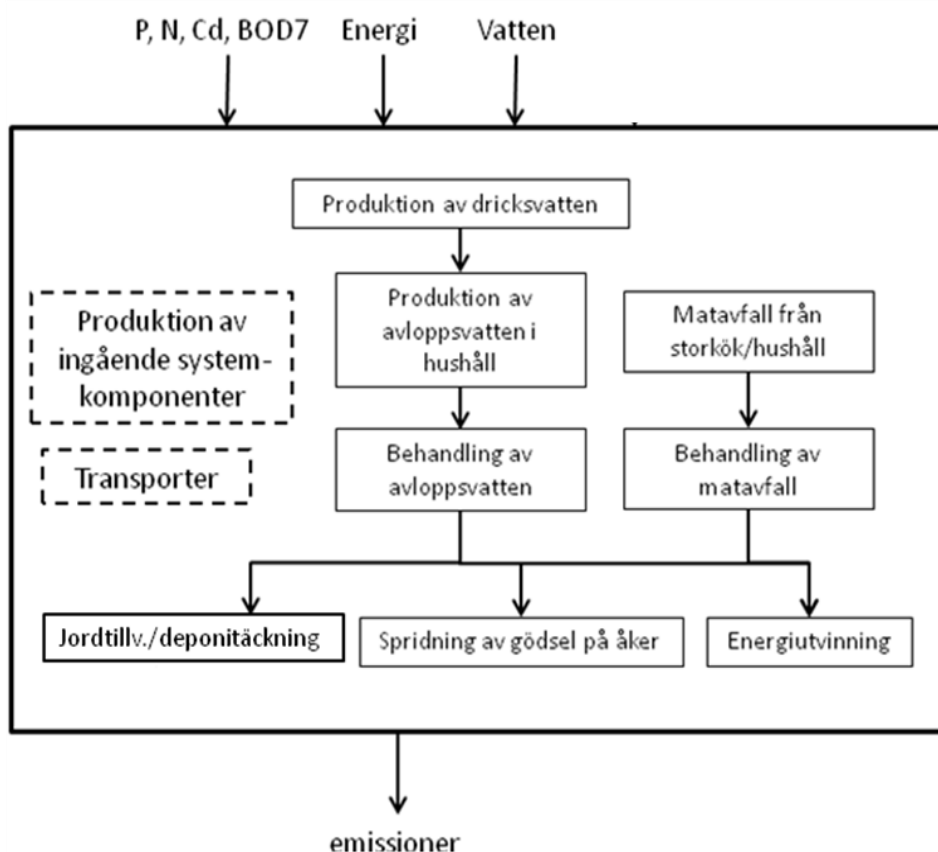 P, N, Cd, BOD7
Energi
Vatten
Produktion av dricksvatten
Produktion av
avloppsvatten i
hushåll
Matavfall från
storkök/hushåll
Produktion av
ingående system-
komponenter
Transporter
Behandling av
avloppsvatten
Behandling av
matavfall
Jordtillv./deponitäckning
Spridning av gödsel på åker
Energiutvinning
emissioner